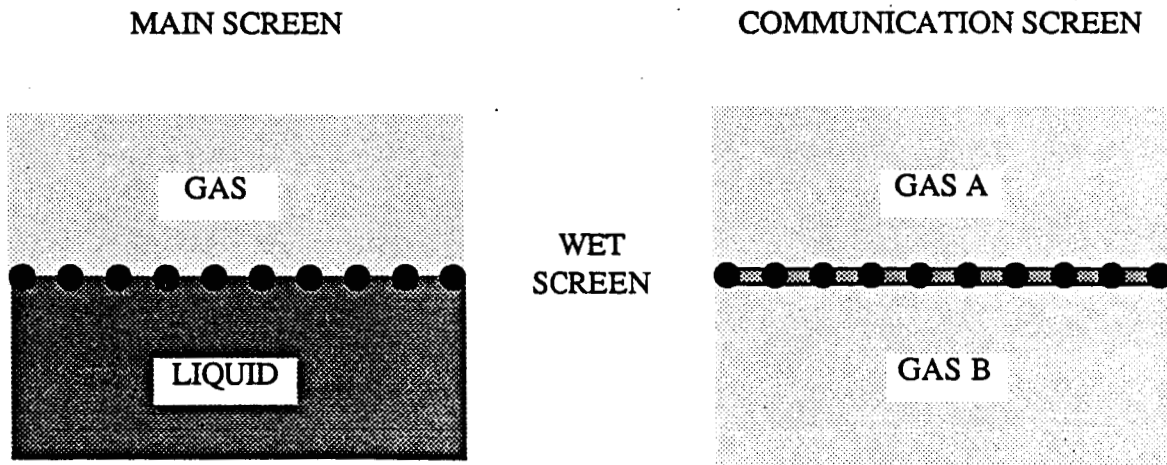 MAIN SCREEN
COMMUNICATION SCREEN
GAS
GAS A
WET
SCREEN
LIQUID
GAS B